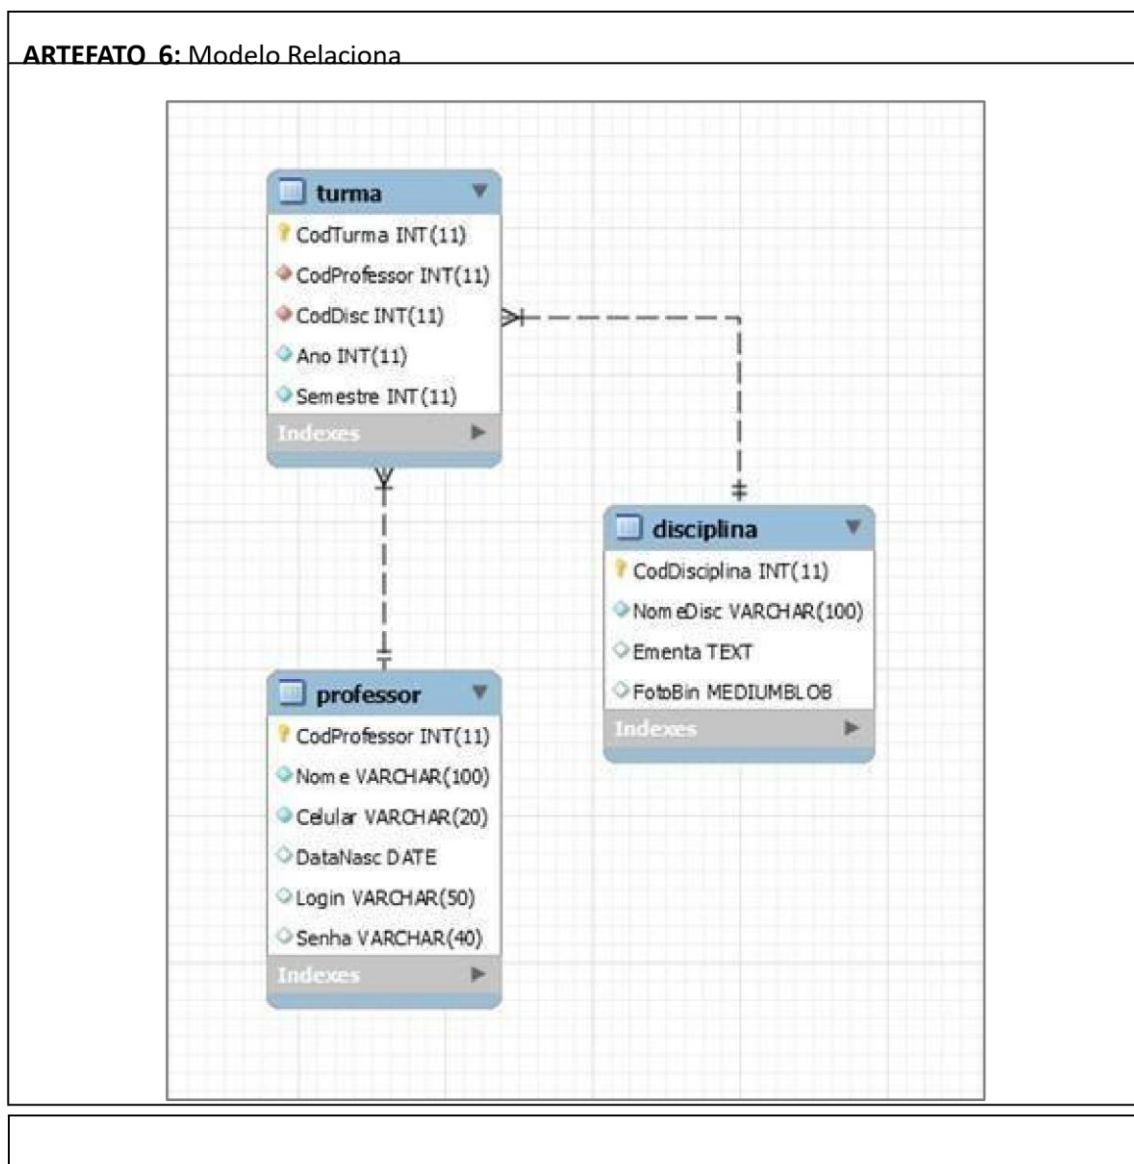 ARTEFATO 6: Modelo Relaciona
turma
CodTurma INT(11)
CodProfessor INT(11)
CodDisc INT(11)
Ano INT(11)
Semestre INT(11)
Indexes
disciplina
CodDisciplina INT(11)
NomeDisc VARCHAR(100)
Ementa TEXT
FotoBin MEDIUMBLOB
Indexes
professor
CodProfessor INT(11)
Nome VARCHAR(100)
Celular VARCHAR(20)
DataNasc DATE
Login VARCHAR(50)
Senha VARCHAR(40)
Indexes